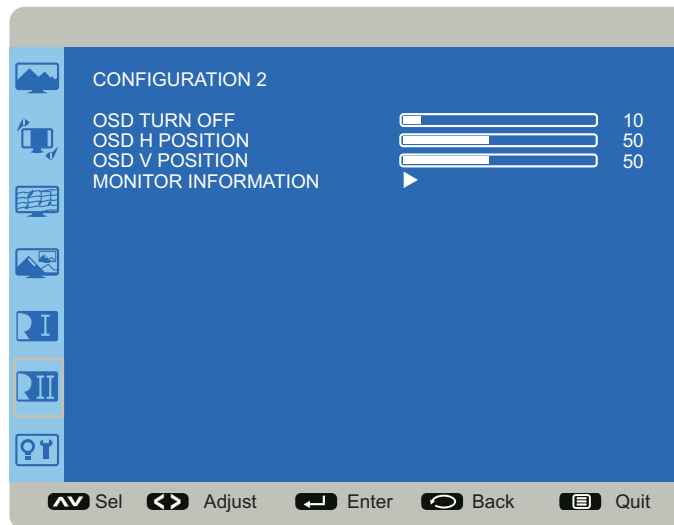 CONFIGURATION 2
OSD TURN OFF 10
OSD H POSITION 50
OSD V POSITION 50
MONITOR INFORMATION
I
II
Sel Adjust Enter Back Quit